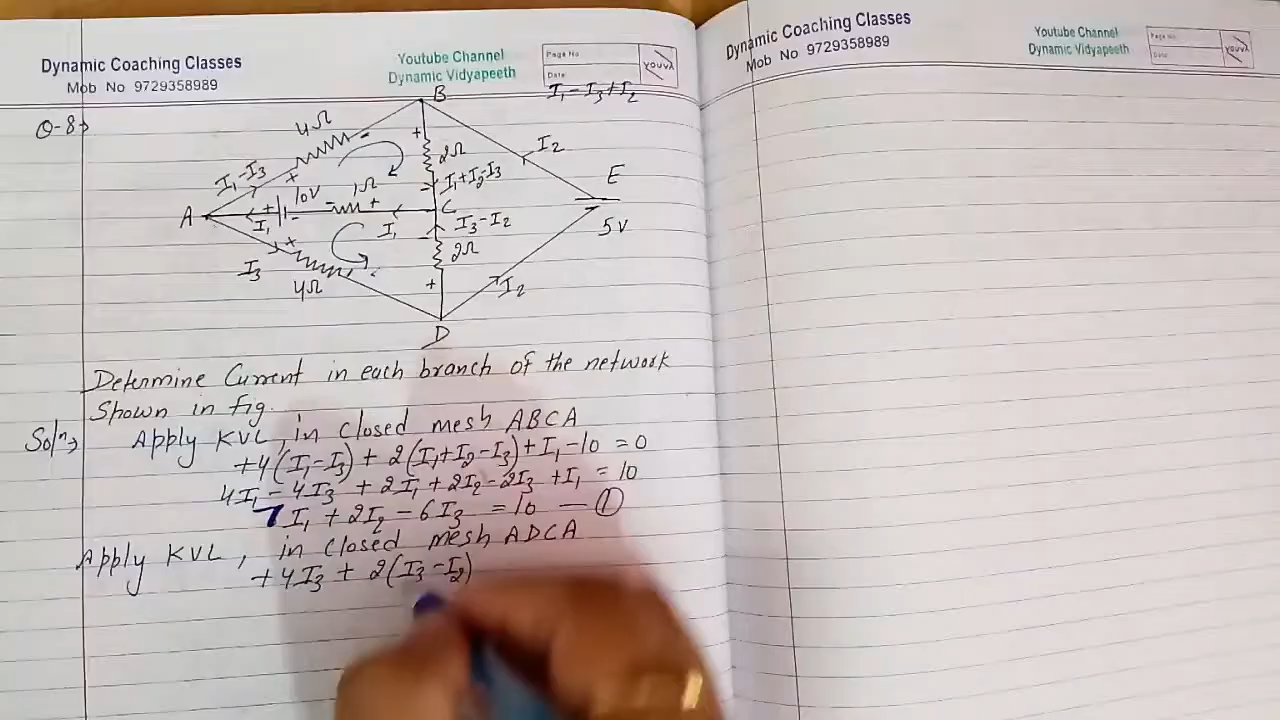 Dynamic Coaching Classes
Mob No 9729358989
Youtube Channel
Dynamic Vidyapeeth
Page No
Date
youva
I₁-I₃+I₂
Dynamic Coaching Classes
Mob No 9729358989
Youtube Channel
Dynamic Vidyapeeth
Page No.
Date
youva
Q-8→
B
4Ω
+
-
+
2Ω
I₂
I₁-I₃
+
10V
1Ω
-
I₁+I₂-I₃
E
A
+
-
-
+
C
I₁
I₁
I₃-I₂
5V
+
2Ω
I₃
4Ω
+
I₂
D
Determine Current in each branch of the network
Shown in fig.
Solⁿ→ Apply KVL, in closed mesh ABCA
+4(I₁-I₃) + 2(I₁+I₂-I₃)+I₁-10 =0
4I₁ - 4I₃ + 2I₁ + 2I₂ - 2I₃ +I₁ = 10
7I₁ + 2I₂ - 6I₃ = 10 — ①
Apply KVL, in closed mesh ADCA
+4I₃ + 2(I₃-I₂)